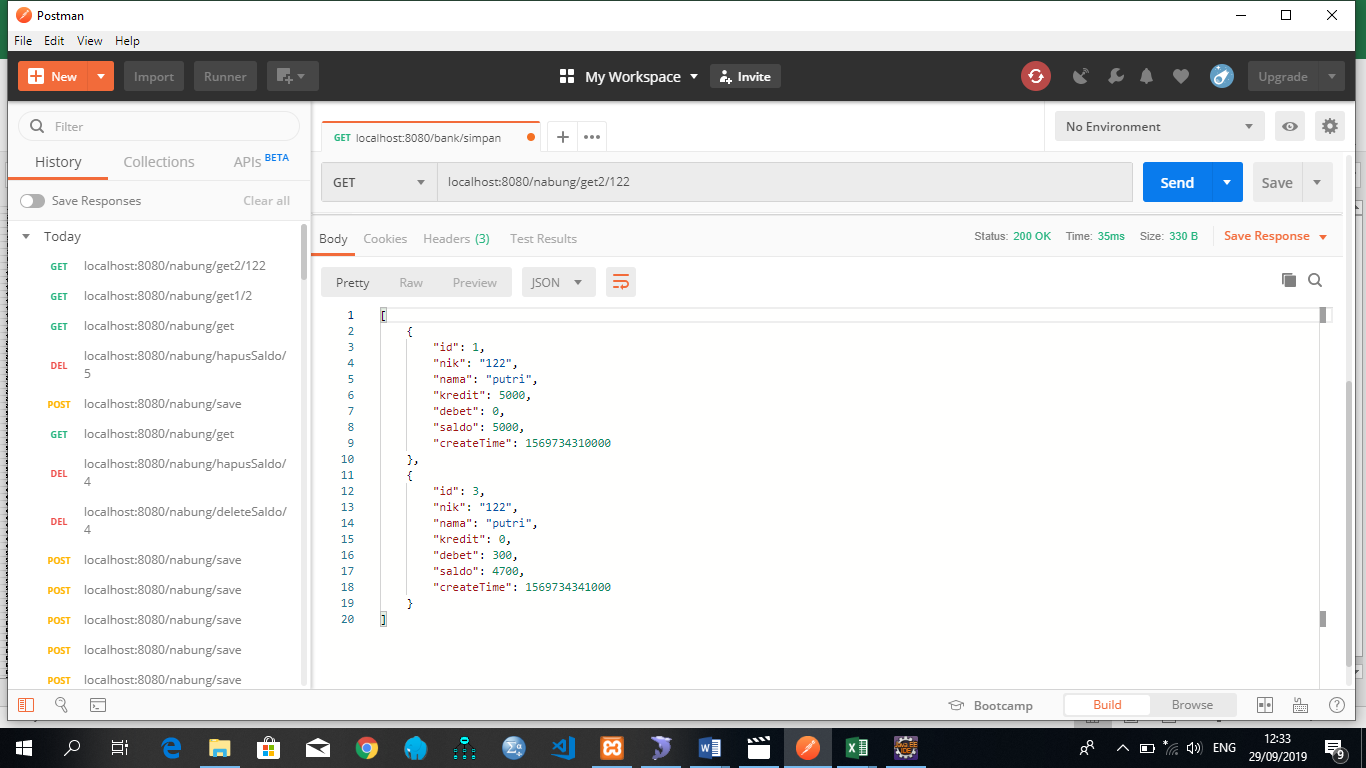 Postman
File Edit View Help
New Import Runner My Workspace Invite Upgrade
Filter
History Collections APIs BETA
Save Responses Clear all
Today
GET localhost:8080/nabung/get2/122
GET localhost:8080/nabung/get1/2
GET localhost:8080/nabung/get
DEL localhost:8080/nabung/hapusSaldo/
5
POST localhost:8080/nabung/save
GET localhost:8080/nabung/get
DEL localhost:8080/nabung/hapusSaldo/
4
DEL localhost:8080/nabung/deleteSaldo/
4
POST localhost:8080/nabung/save
POST localhost:8080/nabung/save
POST localhost:8080/nabung/save
POST localhost:8080/nabung/save
POST localhost:8080/nabung/save
GET localhost:8080/bank/simpan
No Environment
GET localhost:8080/nabung/get2/122 Send Save
Body Cookies Headers (3) Test Results Status: 200 OK Time: 35ms Size: 330 B Save Response
Pretty Raw Preview JSON
1 [
2 {
3 "id": 1,
4 "nik": "122",
5 "nama": "putri",
6 "kredit": 5000,
7 "debet": 0,
8 "saldo": 5000,
9 "createTime": 1569734310000
10 },
11 {
12 "id": 3,
13 "nik": "122",
14 "nama": "putri",
15 "kredit": 0,
16 "debet": 300,
17 "saldo": 4700,
18 "createTime": 1569734341000
19 }
20 ]
Bootcamp Build Browse
ENG 12:33
29/09/2019
9